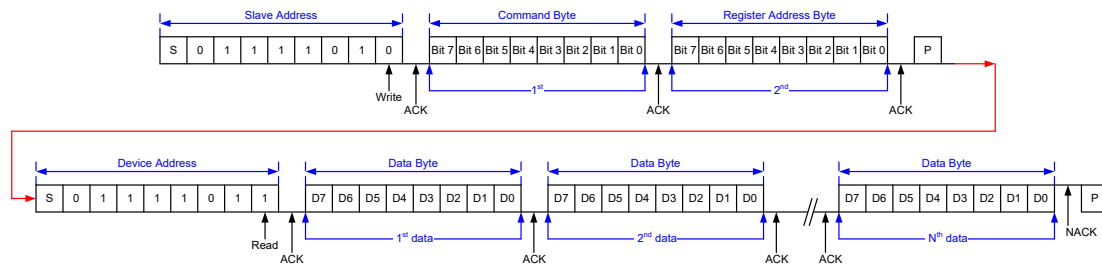 Slave Address Command Byte Register Address Byte
S 0 1 1 1 1 0 1 0 Bit 7 Bit 6 Bit 5 Bit 4 Bit 3 Bit 2 Bit 1 Bit 0 Bit 7 Bit 6 Bit 5 Bit 4 Bit 3 Bit 2 Bit 1 Bit 0 P
Write ACK 1st ACK 2nd ACK
Device Address Data Byte Data Byte Data Byte
S 0 1 1 1 1 0 1 1 D7 D6 D5 D4 D3 D2 D1 D0 D7 D6 D5 D4 D3 D2 D1 D0 D7 D6 D5 D4 D3 D2 D1 D0 P
Read ACK 1st data ACK 2nd data ACK ACK Nth data NACK